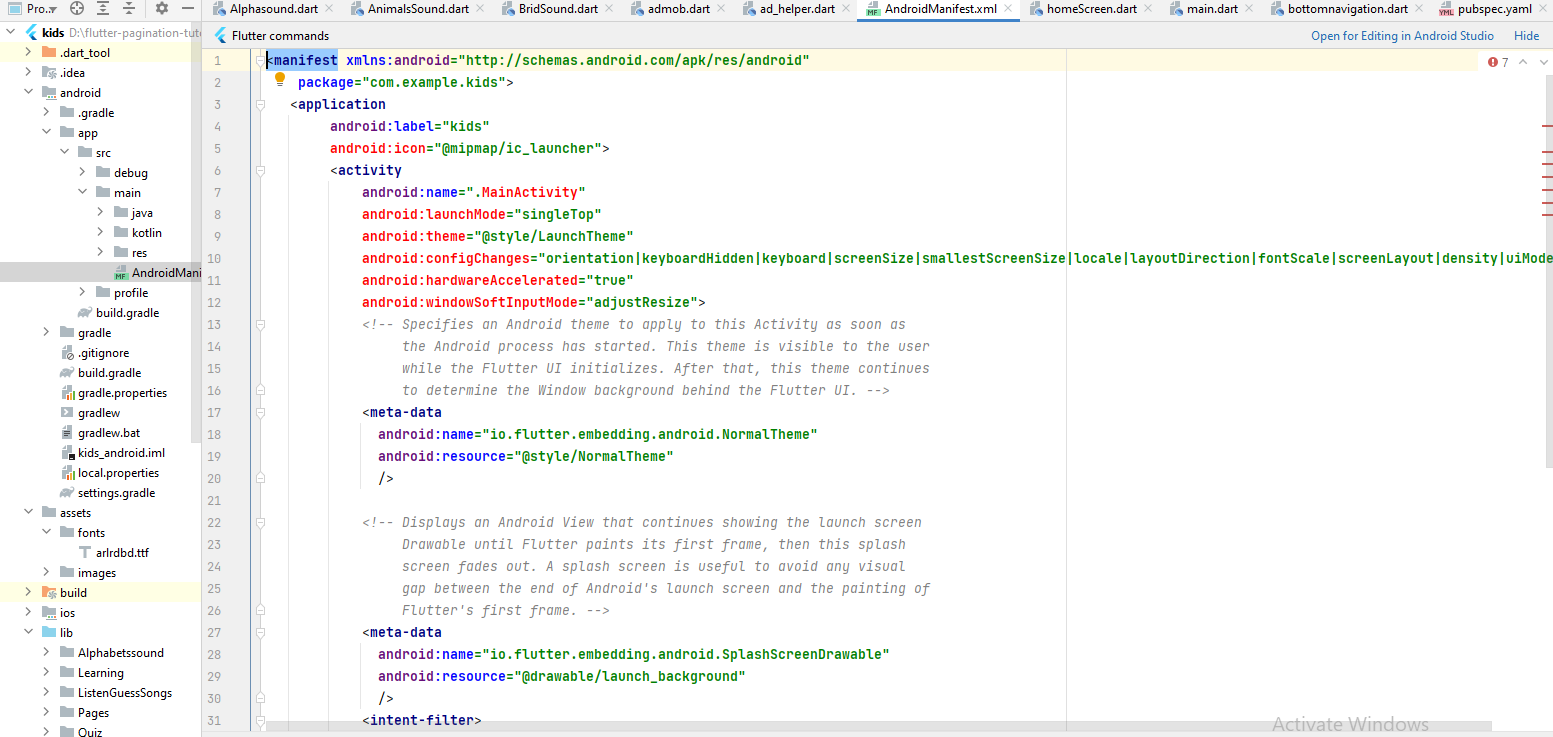 Pro..
Alphasound.dart
AnimalsSound.dart
BridSound.dart
admob.dart
ad_helper.dart
AndroidManifest.xml
homeScreen.dart
main.dart
bottomnavigation.dart
pubspec.yaml
kids D:\flutter-pagination-tut
.dart_tool
.idea
android
.gradle
app
src
debug
main
java
kotlin
res
AndroidMani
profile
build.gradle
gradle
.gitignore
build.gradle
gradle.properties
gradlew
gradlew.bat
kids_android.iml
local.properties
settings.gradle
assets
fonts
arlrdbd.ttf
images
build
ios
lib
Alphabetssound
Learning
ListenGuessSongs
Pages
Quiz
Flutter commands
Open for Editing in Android Studio
Hide
7
1 <manifest xmlns:android="http://schemas.android.com/apk/res/android"
2 package="com.example.kids">
3 <application
4 android:label="kids"
5 android:icon="@mipmap/ic_launcher">
6 <activity
7 android:name=".MainActivity"
8 android:launchMode="singleTop"
9 android:theme="@style/LaunchTheme"
10 android:configChanges="orientation|keyboardHidden|keyboard|screenSize|smallestScreenSize|locale|layoutDirection|fontScale|screenLayout|density|uiMode
11 android:hardwareAccelerated="true"
12 android:windowSoftInputMode="adjustResize">
13 <!-- Specifies an Android theme to apply to this Activity as soon as
14 the Android process has started. This theme is visible to the user
15 while the Flutter UI initializes. After that, this theme continues
16 to determine the Window background behind the Flutter UI. -->
17 <meta-data
18 android:name="io.flutter.embedding.android.NormalTheme"
19 android:resource="@style/NormalTheme"
20 />
21
22 <!-- Displays an Android View that continues showing the launch screen
23 Drawable until Flutter paints its first frame, then this splash
24 screen fades out. A splash screen is useful to avoid any visual
25 gap between the end of Android's launch screen and the painting of
26 Flutter's first frame. -->
27 <meta-data
28 android:name="io.flutter.embedding.android.SplashScreenDrawable"
29 android:resource="@drawable/launch_background"
30 />
31 <intent-filter>
Activate Windows